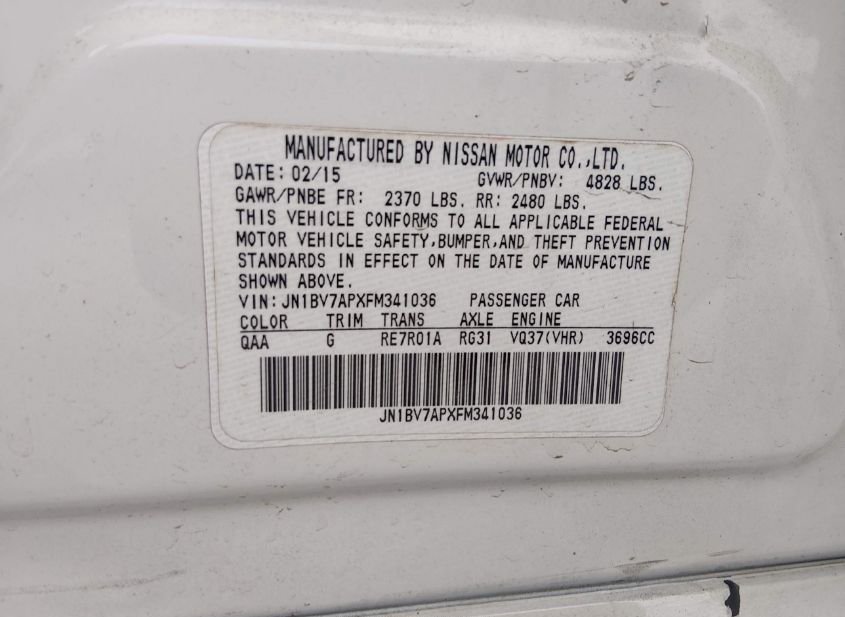 MANUFACTURED BY NISSAN MOTOR CO.,LTD.
DATE: 02/15 GVWR/PNBV: 4828 LBS.
GAWR/PNBE FR: 2370 LBS. RR: 2480 LBS.
THIS VEHICLE CONFORMS TO ALL APPLICABLE FEDERAL
MOTOR VEHICLE SAFETY,BUMPER,AND THEFT PREVENTION
STANDARDS IN EFFECT ON THE DATE OF MANUFACTURE
SHOWN ABOVE.
VIN: JN1BV7APXFM341036 PASSENGER CAR
COLOR TRIM TRANS AXLE ENGINE
QAA G RE7R01A RG31 VQ37(VHR) 3696CC
JN1BV7APXFM341036